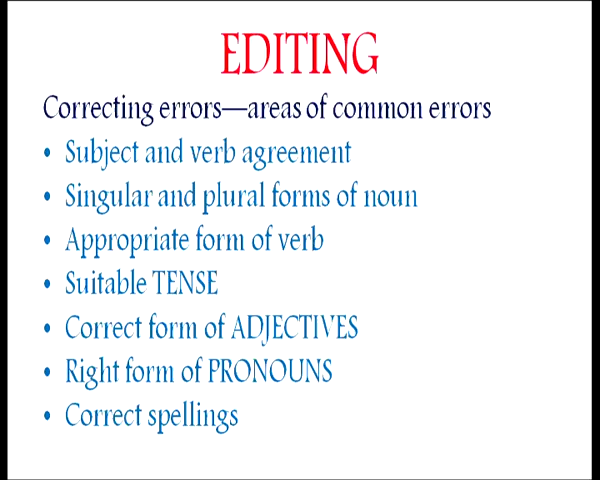 EDITING
Correcting errors—areas of common errors
• Subject and verb agreement
• Singular and plural forms of noun
• Appropriate form of verb
• Suitable TENSE
• Correct form of ADJECTIVES
• Right form of PRONOUNS
• Correct spellings